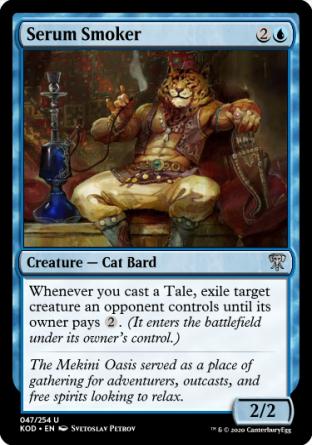 Serum Smoker 2U
Creature — Cat Bard
Whenever you cast a Tale, exile target
creature an opponent controls until its
owner pays 2. (It enters the battlefield
under its owner's control.)
The Mekini Oasis served as a place of
gathering for adventurers, outcasts, and
free spirits looking to relax.
2/2
047/254 U
KOD • EN Svetoslav Petrov
™ & © 2020 CanterburyEgg